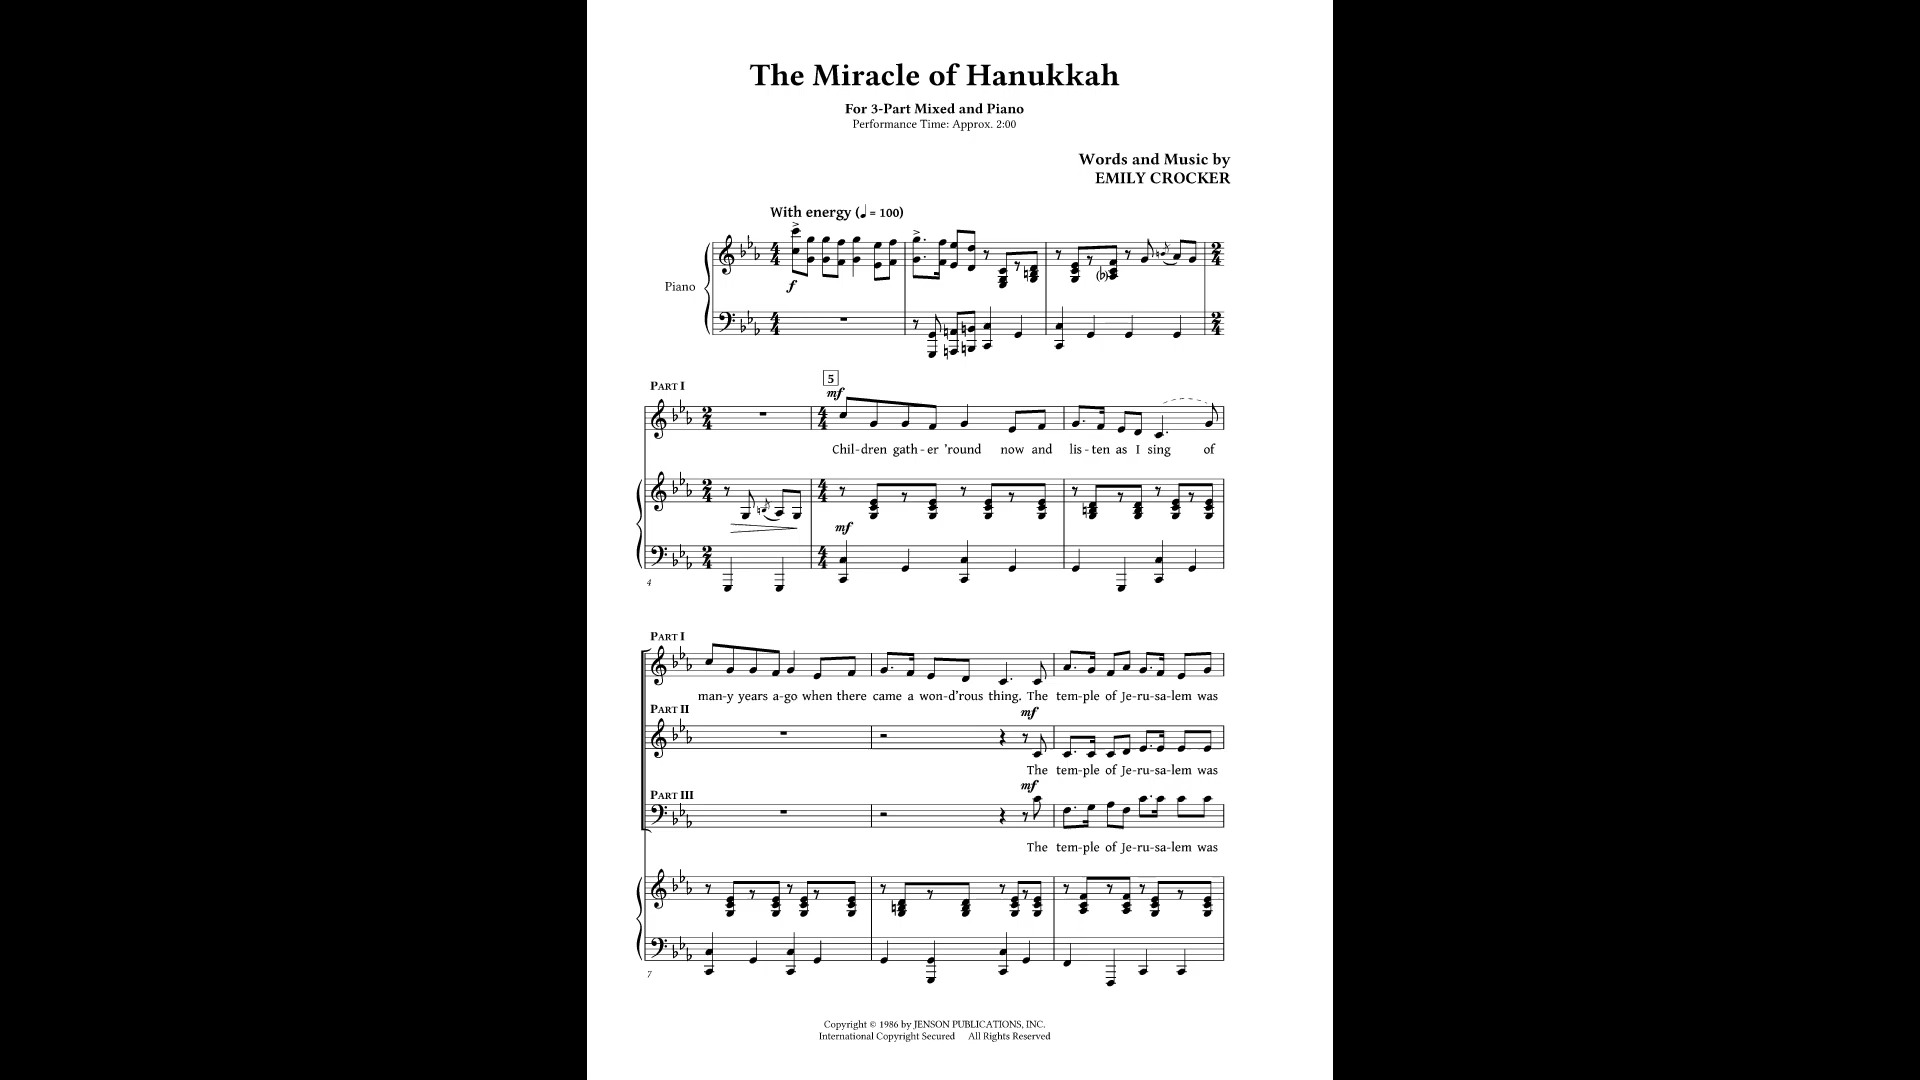 The Miracle of Hanukkah
For 3-Part Mixed and Piano
Performance Time: Approx. 2:00
Words and Music by
EMILY CROCKER
With energy (♩ = 100)
Piano
f
PART I
5
mf
Chil-dren gath-er 'round now and lis-ten as I sing of
mf
4
PART I
man-y years a-go when there came a won-d'rous thing. The tem-ple of Je-ru-sa-lem was
PART II
mf
The tem-ple of Je-ru-sa-lem was
PART III
mf
The tem-ple of Je-ru-sa-lem was
7
Copyright © 1986 by JENSON PUBLICATIONS, INC.
International Copyright Secured All Rights Reserved